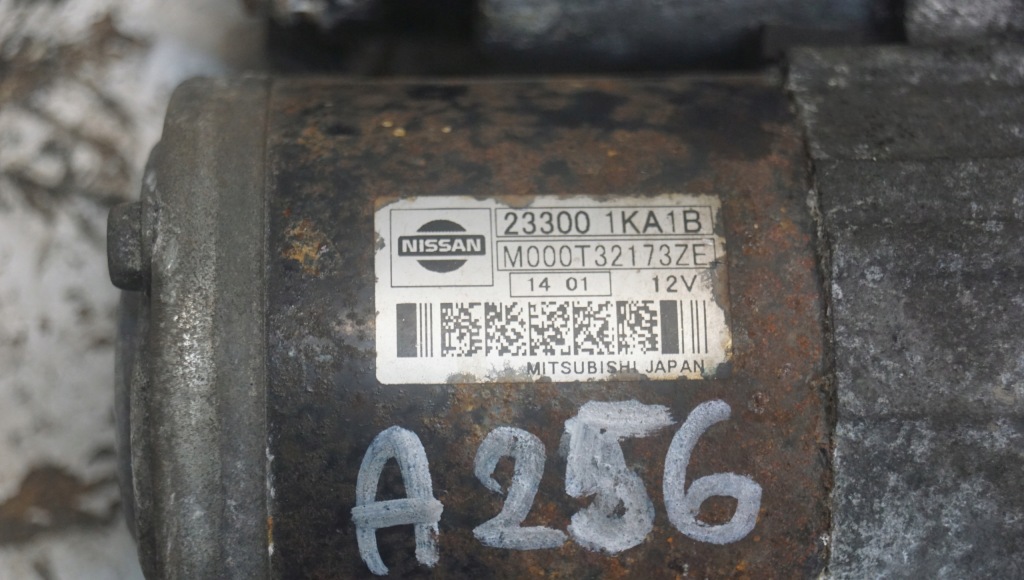 NISSAN
23300 1KA1B
M000T32173ZE
14 01
12V
MITSUBISHI JAPAN
A256